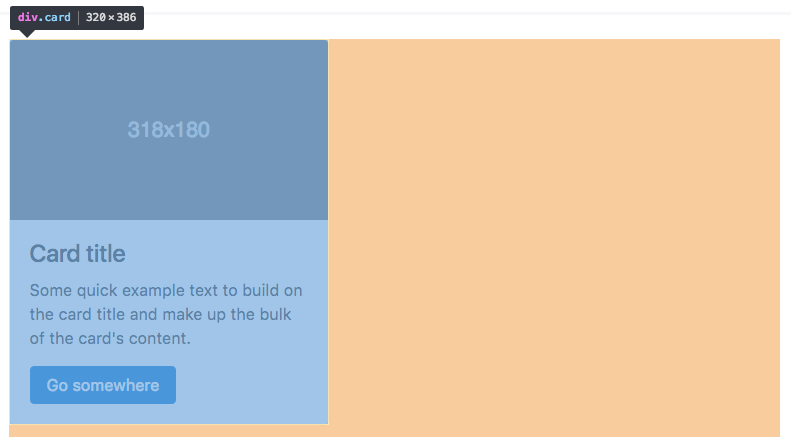 div.card | 320×386
318x180
Card title
Some quick example text to build on
the card title and make up the bulk
of the card's content.
Go somewhere